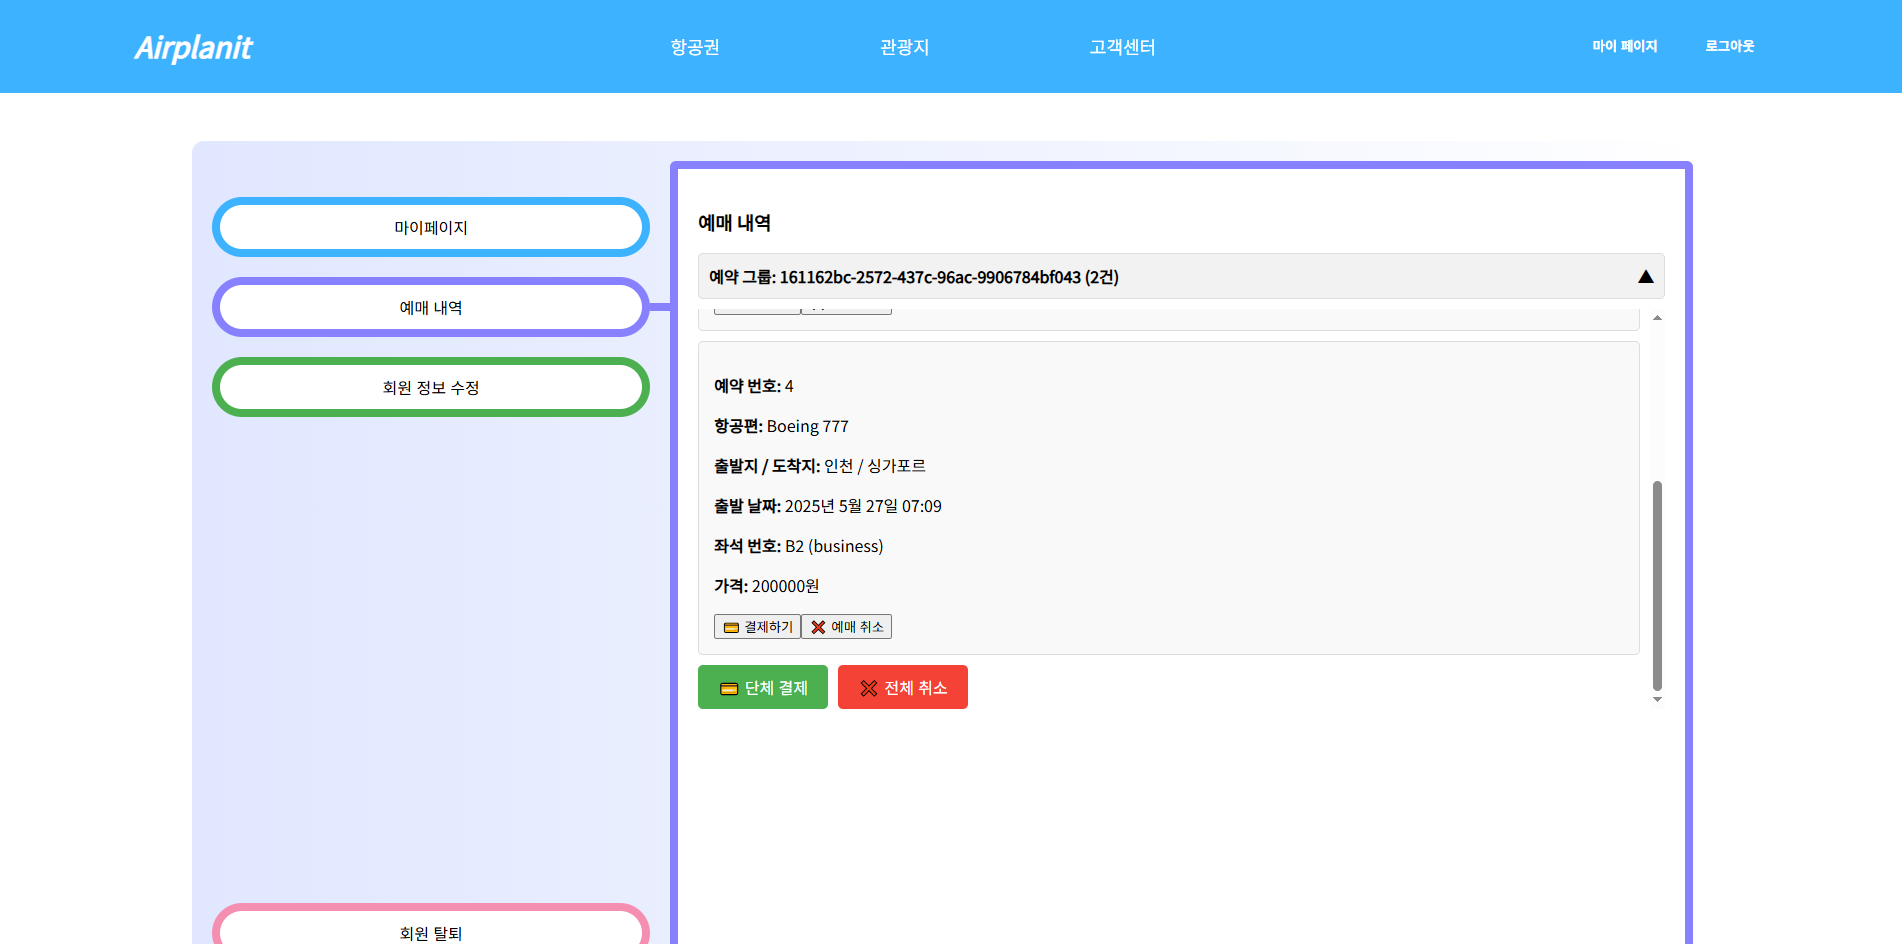 Airplanit
항공권
관광지
고객센터
마이 페이지
로그아웃
마이페이지
예매 내역
회원 정보 수정
회원 탈퇴
예매 내역
예약 그룹: 161162bc-2572-437c-96ac-9906784bf043 (2건)
예약 번호: 4
항공편: Boeing 777
출발지 / 도착지: 인천 / 싱가포르
출발 날짜: 2025년 5월 27일 07:09
좌석 번호: B2 (business)
가격: 200000원
결제하기
예매 취소
단체 결제
전체 취소